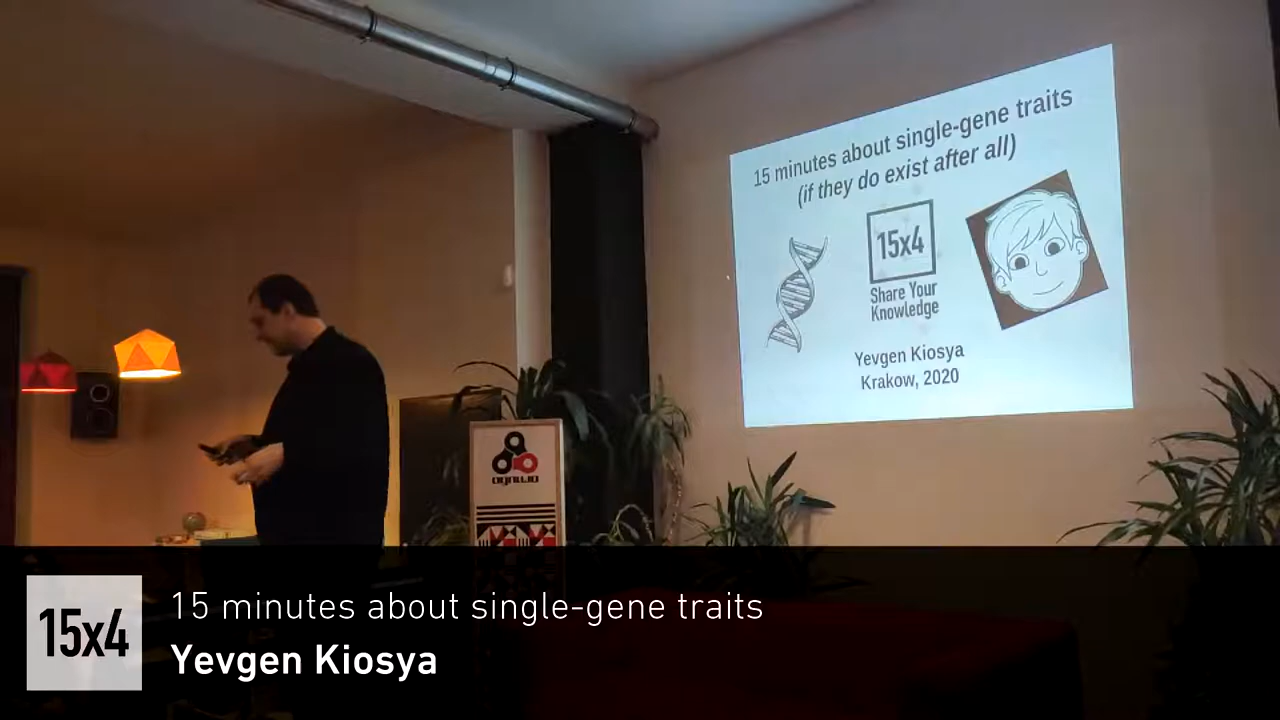 15 minutes about single-gene traits
(if they do exist after all)
15x4
Share Your
Knowledge
Yevgen Kiosya
Krakow, 2020
15x4
15 minutes about single-gene traits
Yevgen Kiosya